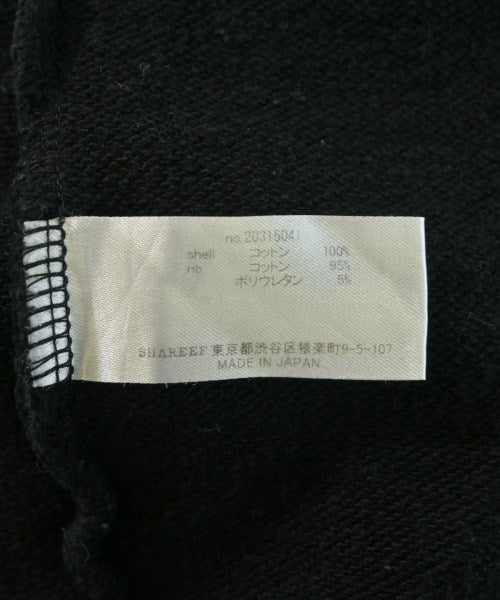 no.20315041
shell コットン 100%
nb コットン 95%
ポリウレタン 5%
SHAREEF 東京都渋谷区猿楽町9-5-107
MADE IN JAPAN